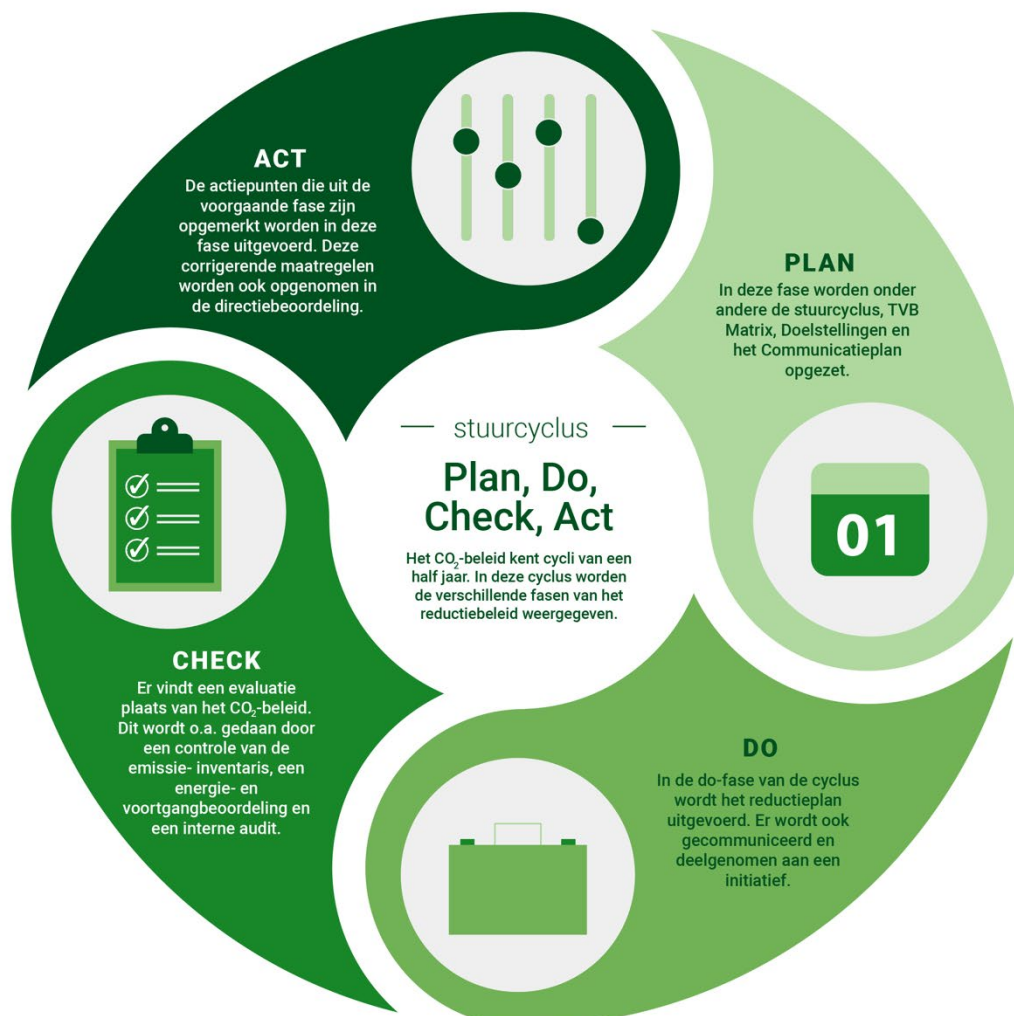 stuurcyclus
Plan, Do,
Check, Act
Het CO₂-beleid kent cycli van een
half jaar. In deze cyclus worden
de verschillende fasen van het
reductiebeleid weergegeven.
PLAN
In deze fase worden onder
andere de stuurcyclus, TVB
Matrix, Doelstellingen en
het Communicatieplan
opgezet.
01
DO
In de do-fase van de cyclus
wordt het reductieplan
uitgevoerd. Er wordt ook
gecommuniceerd en
deelgenomen aan een
initiatief.
CHECK
Er vindt een evaluatie
plaats van het CO₂-beleid.
Dit wordt o.a. gedaan door
een controle van de
emissie- inventaris, een
energie- en
voortgangbeoordeling en
een interne audit.
ACT
De actiepunten die uit de
voorgaande fase zijn
opgemerkt worden in deze
fase uitgevoerd. Deze
corrigerende maatregelen
worden ook opgenomen in
de directiebeoordeling.